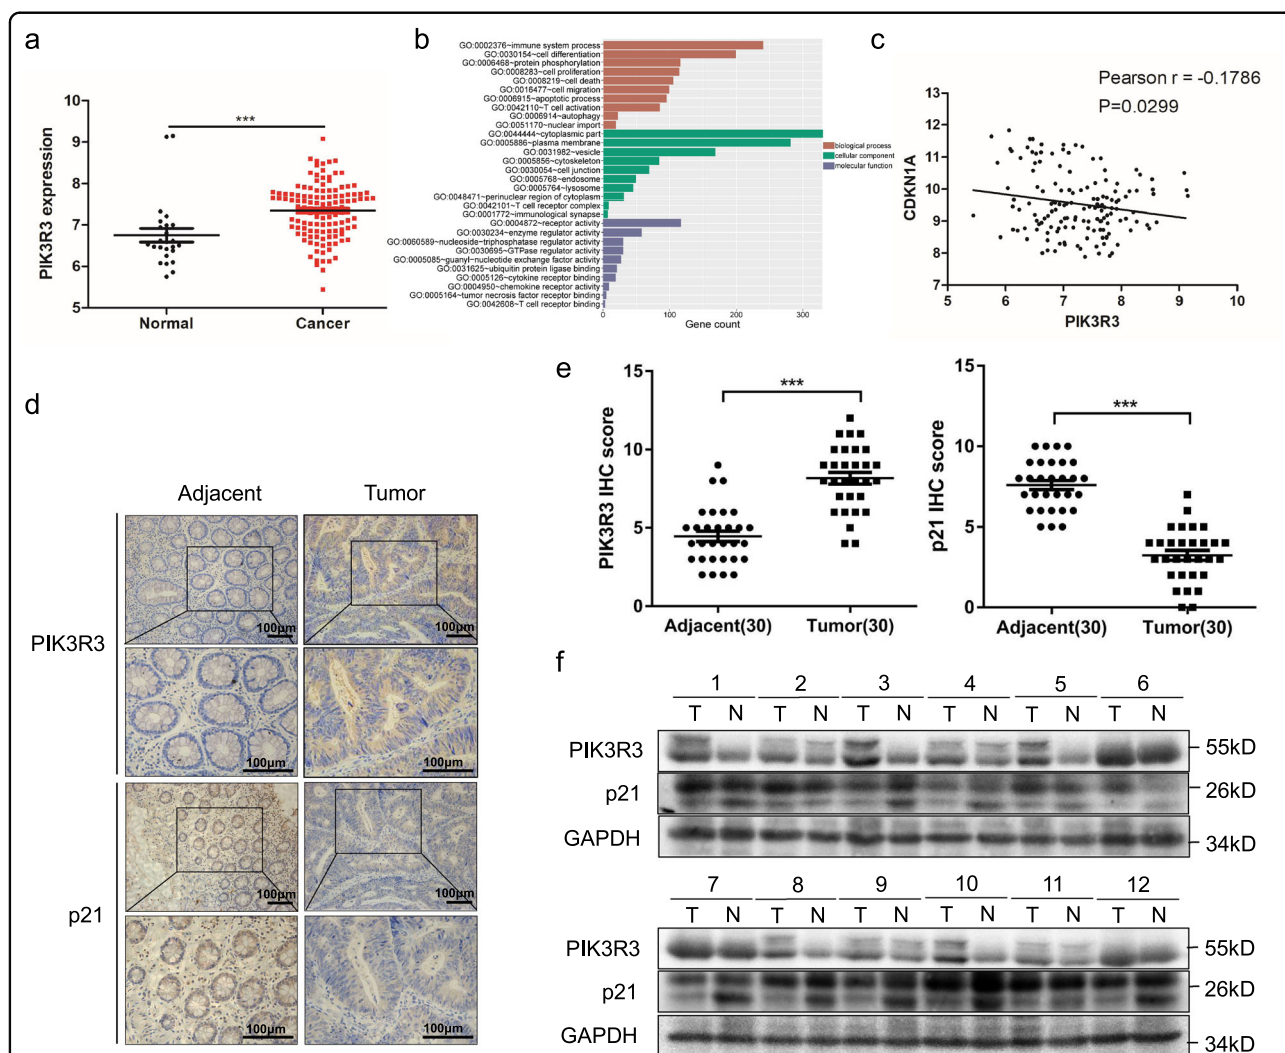 a
PIK3R3 expression
10
9
8
7
6
5
***
Normal
Cancer
b
GO:0002376~immune system process
GO:0030154~cell differentiation
GO:0006468~protein phosphorylation
GO:0008283~cell proliferation
GO:0008219~cell death
GO:0016477~cell migration
GO:0006915~apoptotic process
GO:0042110~T cell activation
GO:0006914~autophagy
GO:0051170~nuclear import
GO:0044444~cytoplasmic part
GO:0005886~plasma membrane
GO:0031982~vesicle
GO:0005856~cytoskeleton
GO:0030054~cell junction
GO:0005768~endosome
GO:0005764~lysosome
GO:0048471~perinuclear region of cytoplasm
GO:0042101~T cell receptor complex
GO:0001772~immunological synapse
GO:0004872~receptor activity
GO:0030234~enzyme regulator activity
GO:0060589~nucleoside-triphosphatase regulator activity
GO:0030695~GTPase regulator activity
GO:0005085~guanyl-nucleotide exchange factor activity
GO:0031625~ubiquitin protein ligase binding
GO:0005126~cytokine receptor binding
GO:0004950~chemokine receptor activity
GO:0005164~tumor necrosis factor receptor binding
GO:0042608~T cell receptor binding
0 100 200 300
Gene count
biological process
cellular component
molecular function
c
Pearson r = -0.1786
P=0.0299
CDKN1A
13
12
11
10
9
8
7
5 6 7 8 9 10
PIK3R3
d
Adjacent Tumor
PIK3R3
100μm 100μm
100μm 100μm
p21
100μm 100μm
100μm 100μm
e
PIK3R3 IHC score
15
10
5
0
***
Adjacent(30) Tumor(30)
p21 IHC score
15
10
5
0
***
Adjacent(30) Tumor(30)
f
1 2 3 4 5 6
T N T N T N T N T N T N
PIK3R3 55kD
p21 26kD
GAPDH 34kD
7 8 9 10 11 12
T N T N T N T N T N T N
PIK3R3 55kD
p21 26kD
GAPDH 34kD